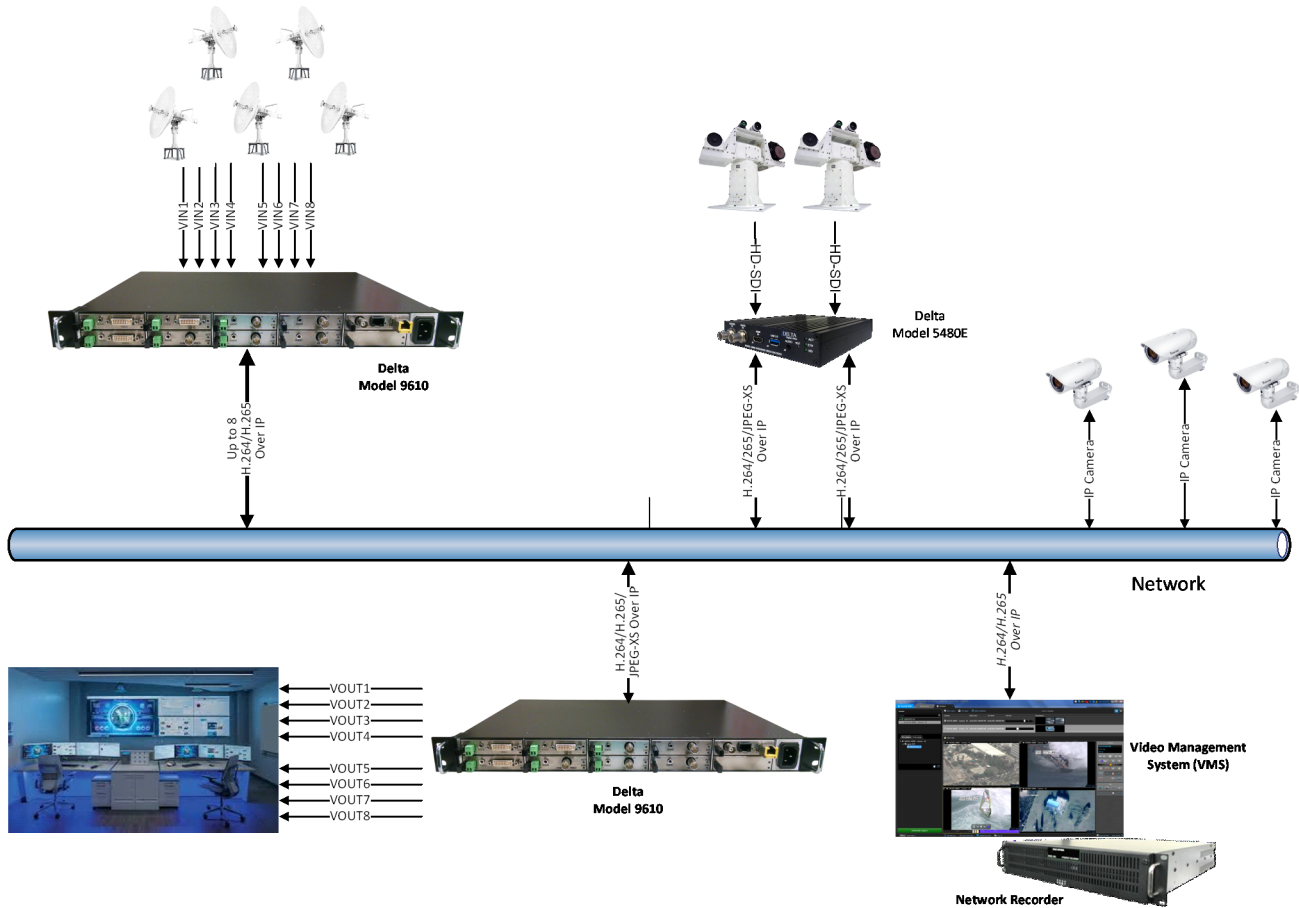 VIN1
VIN2
VIN3
VIN4
VIN5
VIN6
VIN7
VIN8
HD-SDI
HD-SDI
DELTA
Delta
Model 5480E
Delta
Model 9610
Up to 8
H.264/H.265
Over IP
H.264/265/JPEG-XS
Over IP
H.264/265/JPEG-XS
Over IP
IP Camera
IP Camera
IP Camera
Network
H.264/H.265/
JPEG-XS Over IP
H.264/H.265
Over IP
VOUT1
VOUT2
VOUT3
VOUT4
VOUT5
VOUT6
VOUT7
VOUT8
Delta
Model 9610
Video Management
System (VMS)
Network Recorder